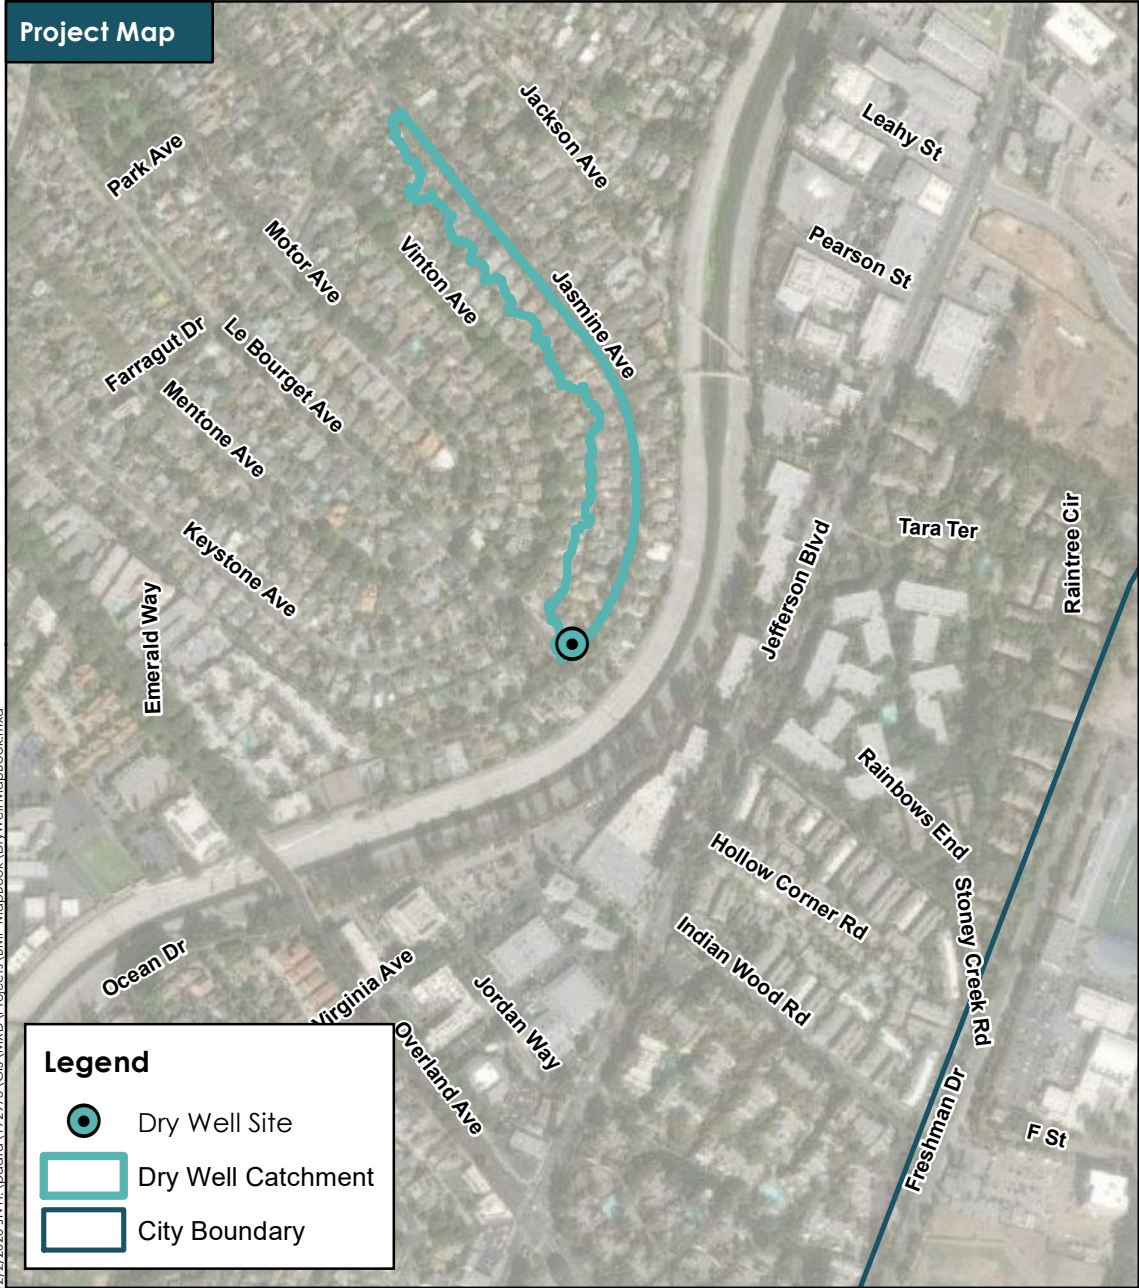 Project Map
Jackson Ave
Leahy St
Park Ave
Pearson St
Motor Ave
Vinton Ave
Jasmine Ave
Farragut Dr
Le Bourget Ave
Mentone Ave
Keystone Ave
Tara Ter
Raintree Cir
Jefferson Blvd
Emerald Way
Rainbows End
Hollow Corner Rd
Stoney Creek Rd
Indian Wood Rd
Ocean Dr
Virginia Ave
Jordan Way
Overland Ave
Freshman Dr
F St
Legend
Dry Well Site
Dry Well Catchment
City Boundary